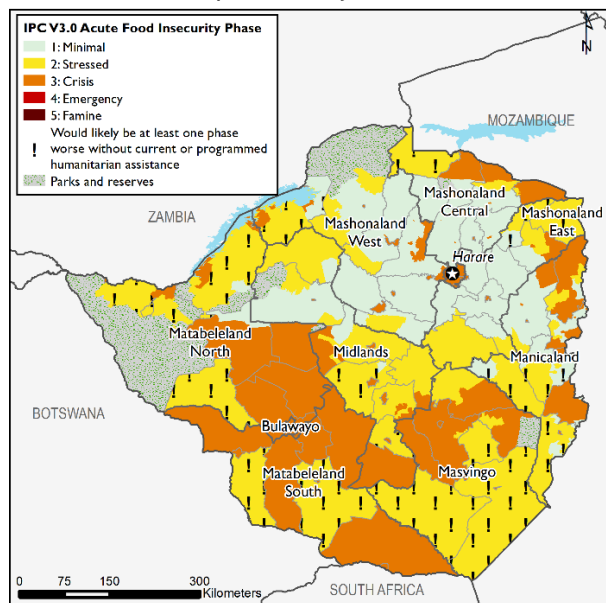 IPC V3.0 Acute Food Insecurity Phase
1: Minimal
2: Stressed
3: Crisis
4: Emergency
5: Famine
Would likely be at least one phase
! worse without current or programmed
humanitarian assistance
Parks and reserves
N
MOZAMBIQUE
ZAMBIA
Mashonaland
Central
Mashonaland
West
Mashonaland
East
Harare
Matabeleland
North
Midlands
Manicaland
BOTSWANA
Bulawayo
Matabeleland
South
Masvingo
0 75 150 300
Kilometers
SOUTH AFRICA